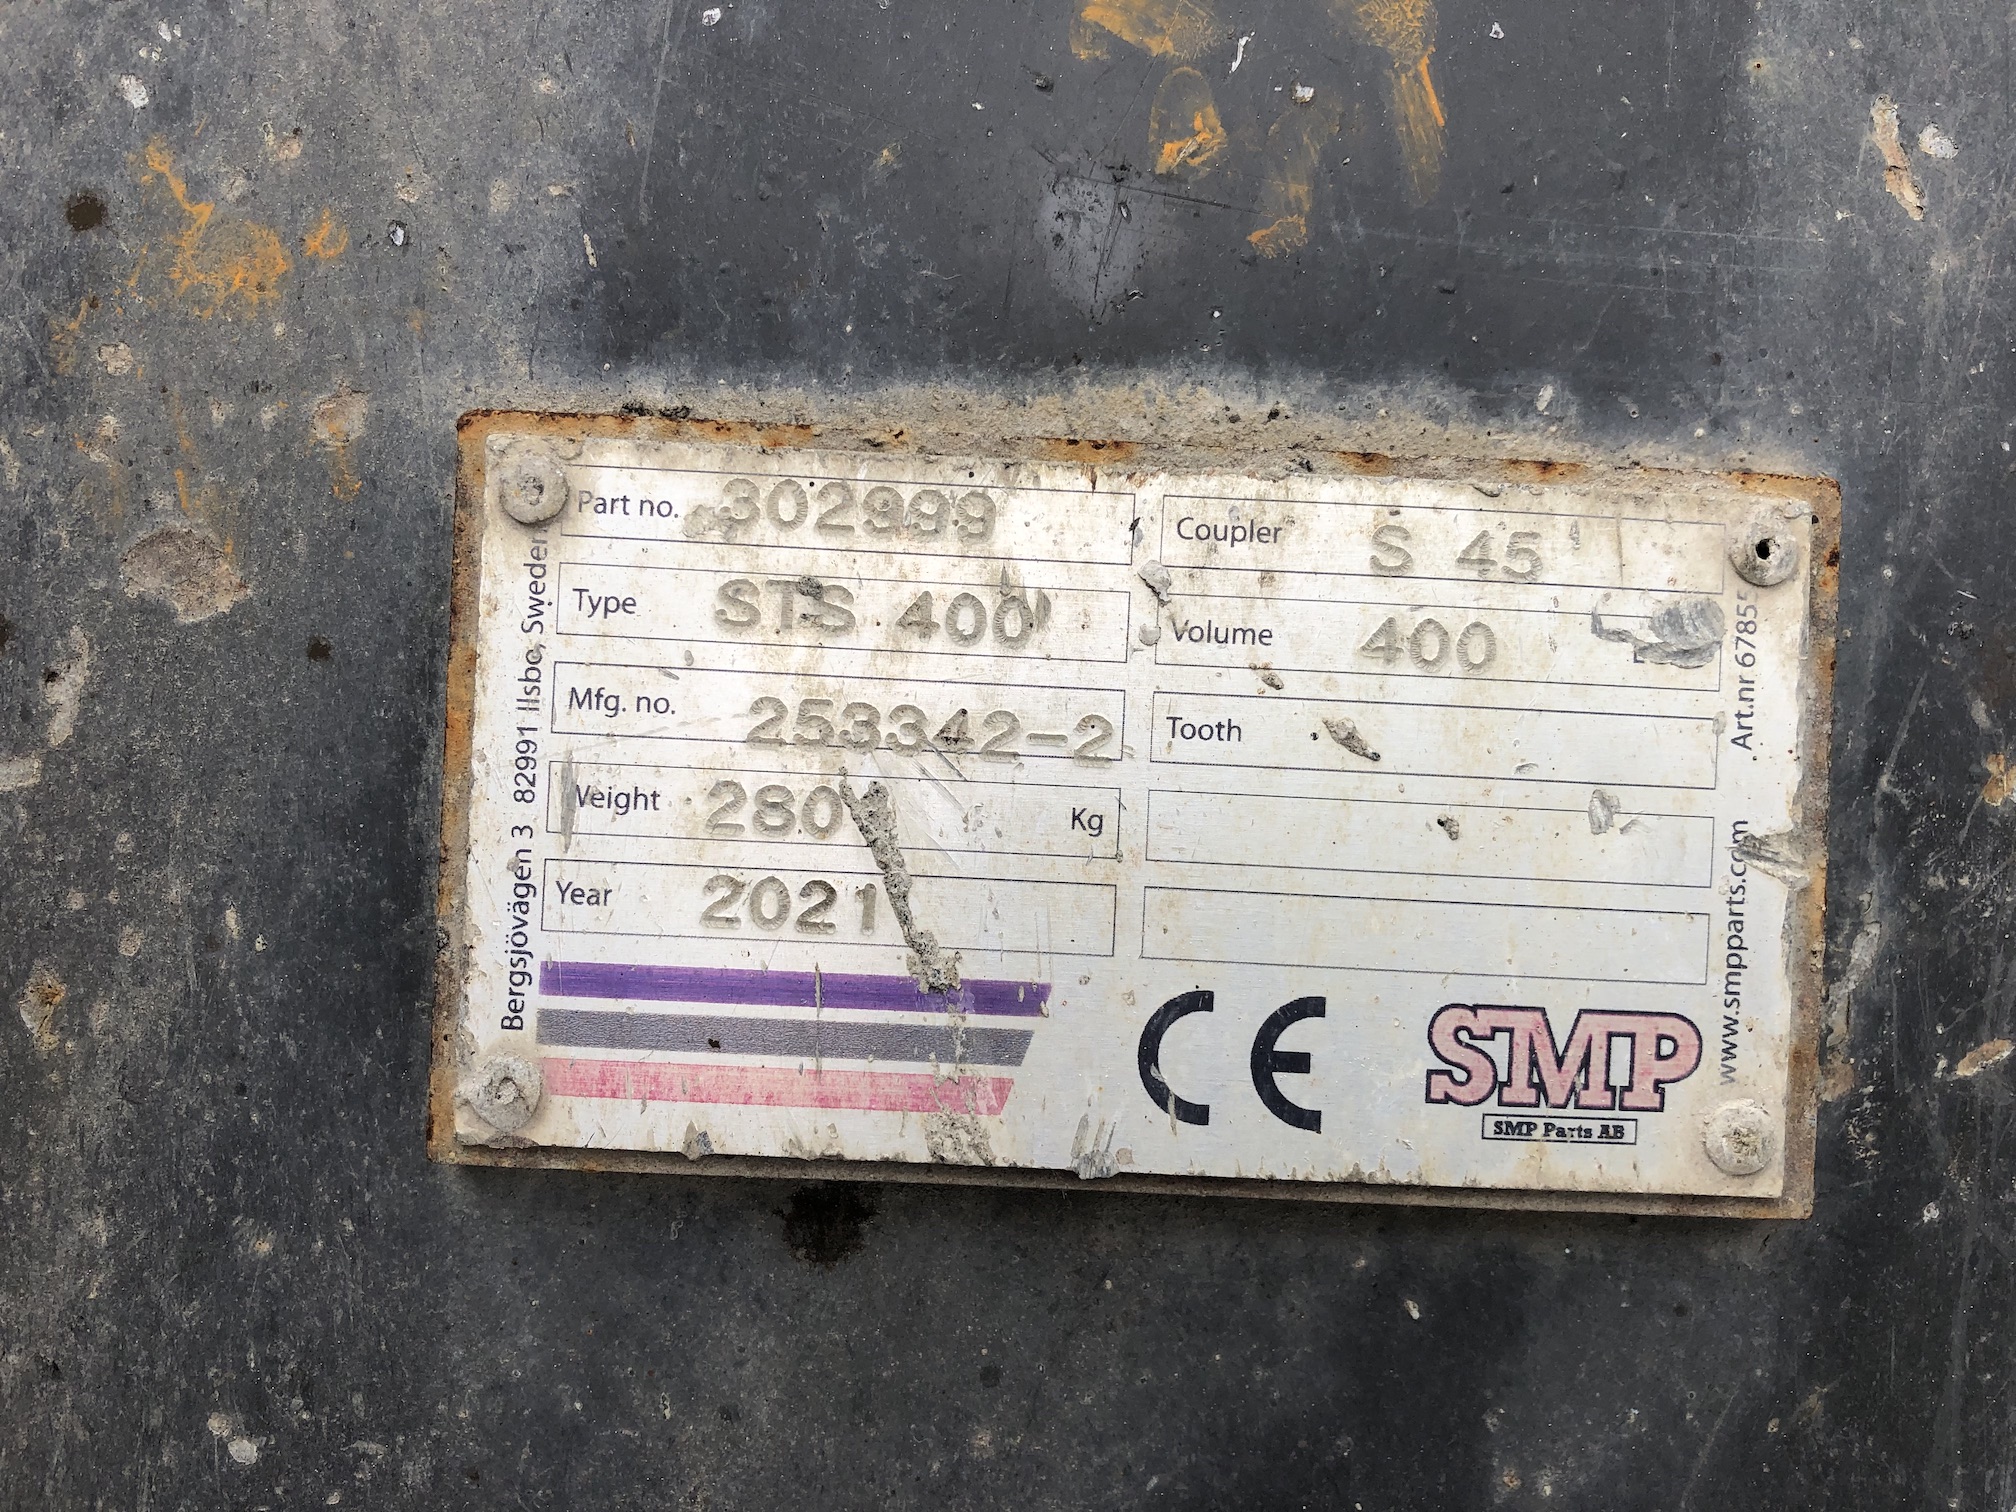 Part no. 302999
Type STS 400
Mfg. no. 253342-2
Weight 280 Kg
Year 2021
Coupler S 45
Volume 400
Tooth
Bergsjövägen 3 82991 Ilsbo, Sweden
www.smpparts.com Art.nr 6785
CE
SMP
SMP Parts AB